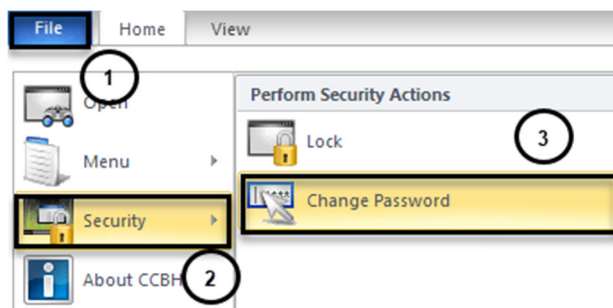 File Home View
1
Open
Perform Security Actions
Lock
3
Menu
Change Password
Security
About CCBH
2